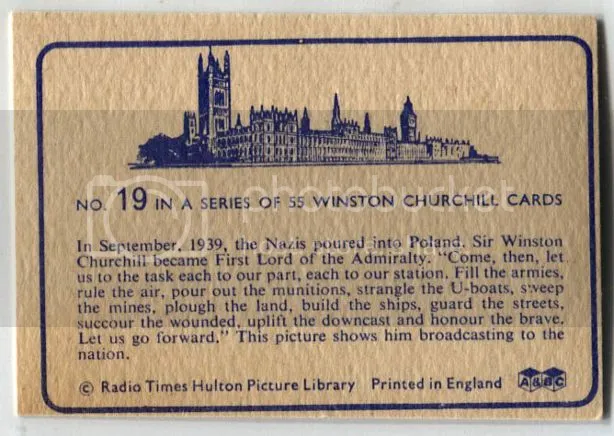 NO. 19 IN A SERIES OF 55 WINSTON CHURCHILL CARDS
In September, 1939, the Nazis poured into Poland. Sir Winston
Churchill became First Lord of the Admiralty. "Come, then, let
us to the task each to our part, each to our station. Fill the armies,
rule the air, pour out the munitions, strangle the U-boats, sweep
the mines, plough the land, build the ships, guard the streets,
succour the wounded, uplift the downcast and honour the brave.
Let us go forward." This picture shows him broadcasting to the
nation.
© Radio Times Hulton Picture Library Printed in England A&BC
photobucket